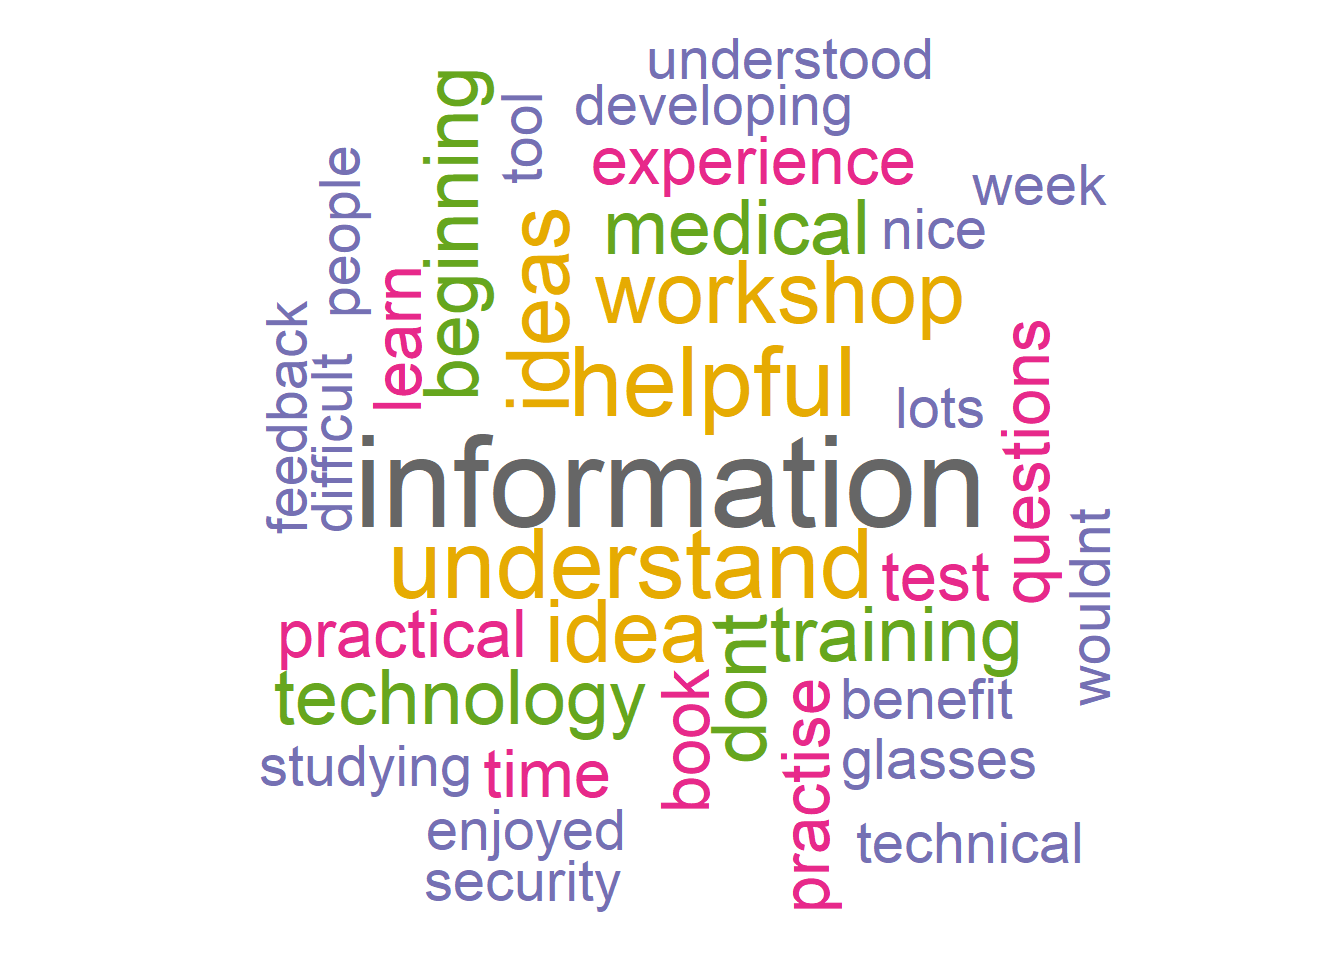 understood
developing
tool
beginning
experience
people
week
medical
nice
ideas
workshop
learn
feedback
helpful
difficult
lots
questions
information
understand
test
wouldnt
practical
idea
dont
training
technology
book
practise
benefit
studying
time
glasses
enjoyed
technical
security